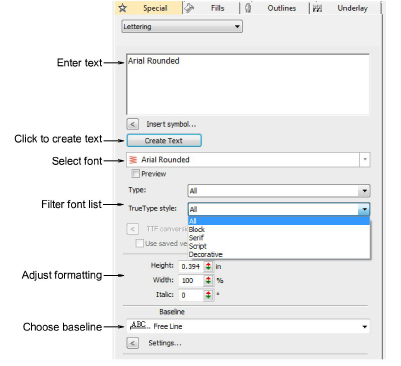 Special Fills Outlines Underlay
Lettering
Enter text
Arial Rounded
< Insert symbol...
Click to create text
Create Text
Select font
Arial Rounded
Preview
Type: All
Filter font list
TrueType style: All
All
Block
Serif
Script
Decorative
< TTF conver
Use saved ve
Adjust formatting
Height: 0.394 in
Width: 100 %
Italic: 0 °
Baseline
Choose baseline
ABC... Free Line
< Settings...